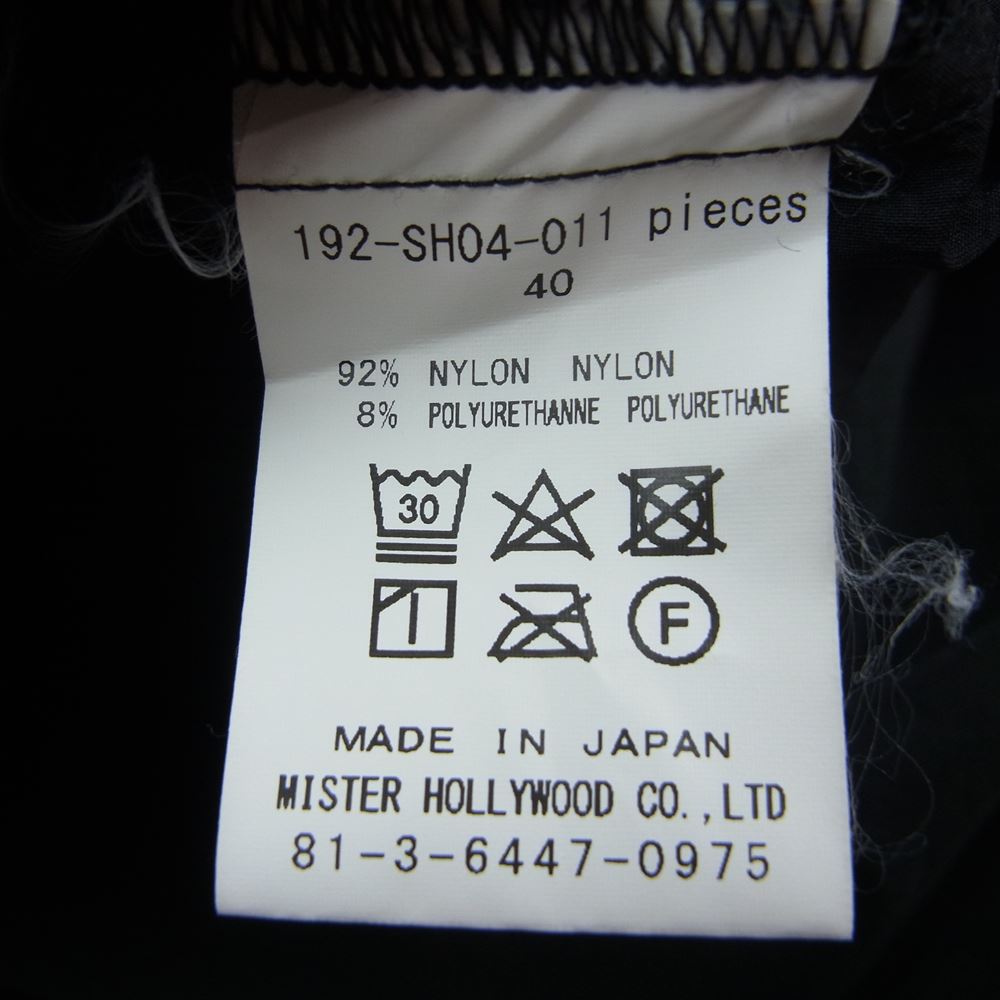 192-SH04-011 pieces
40
92% NYLON NYLON
8% POLYURETHANNE POLYURETHANE
30
F
MADE IN JAPAN
MISTER HOLLYWOOD CO.,LTD
81-3-6447-0975